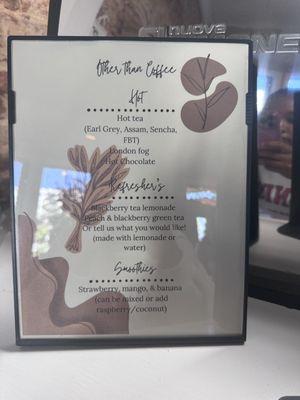 nuova
Other Than Coffee
Hot
Hot tea
(Earl Grey, Assam, Sencha,
FBT)
London fog
Hot Chocolate
Refresher's
Blackberry tea lemonade
Peach & blackberry green tea
Or tell us what you would like!
(made with lemonade or
water)
Smoothies
Strawberry, mango, & banana
(can be mixed or add
raspberry/coconut)